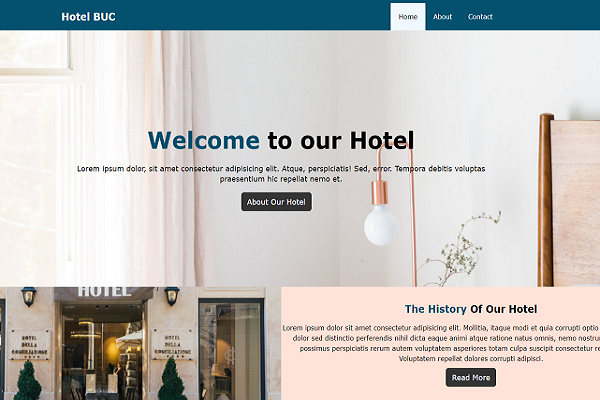 Hotel BUC
Home About Contact
Welcome to our Hotel
Lorem ipsum dolor, sit amet consectetur adipisicing elit. Atque, perspiciatis! Sed, error. Tempora debitis voluptas
praesentium hic repellat nemo et.
About Our Hotel
HOTEL
HOTEL
DELLA
CONCILIAZIONE
HOTEL
DELLA
CONCILIAZIONE
The History Of Our Hotel
Lorem ipsum dolor sit amet consectetur adipisicing elit. Mollitia, itaque modi et quia corrupti optio
dolor sed distinctio perferendis nihil dicta eaque animi atque ratione natus omnis, nemo nostrum
possimus perspiciatis rerum autem voluptatem asperiores totam culpa suscipit consectetur re
Voluptatem repellat dolores corrupti adipisci.
Read More